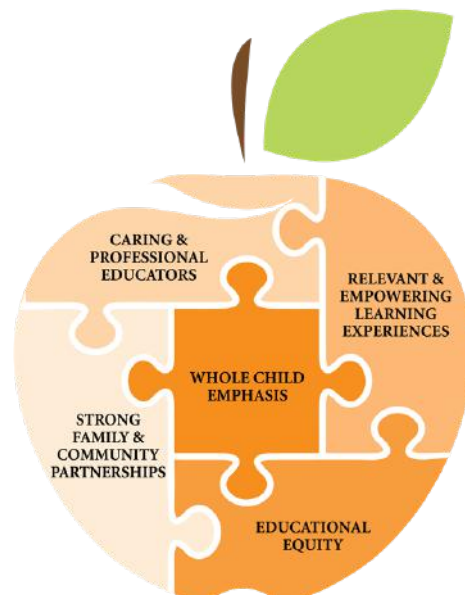 CARING &
PROFESSIONAL
EDUCATORS
RELEVANT &
EMPOWERING
LEARNING
EXPERIENCES
WHOLE CHILD
EMPHASIS
STRONG
FAMILY &
COMMUNITY
PARTNERSHIPS
EDUCATIONAL
EQUITY